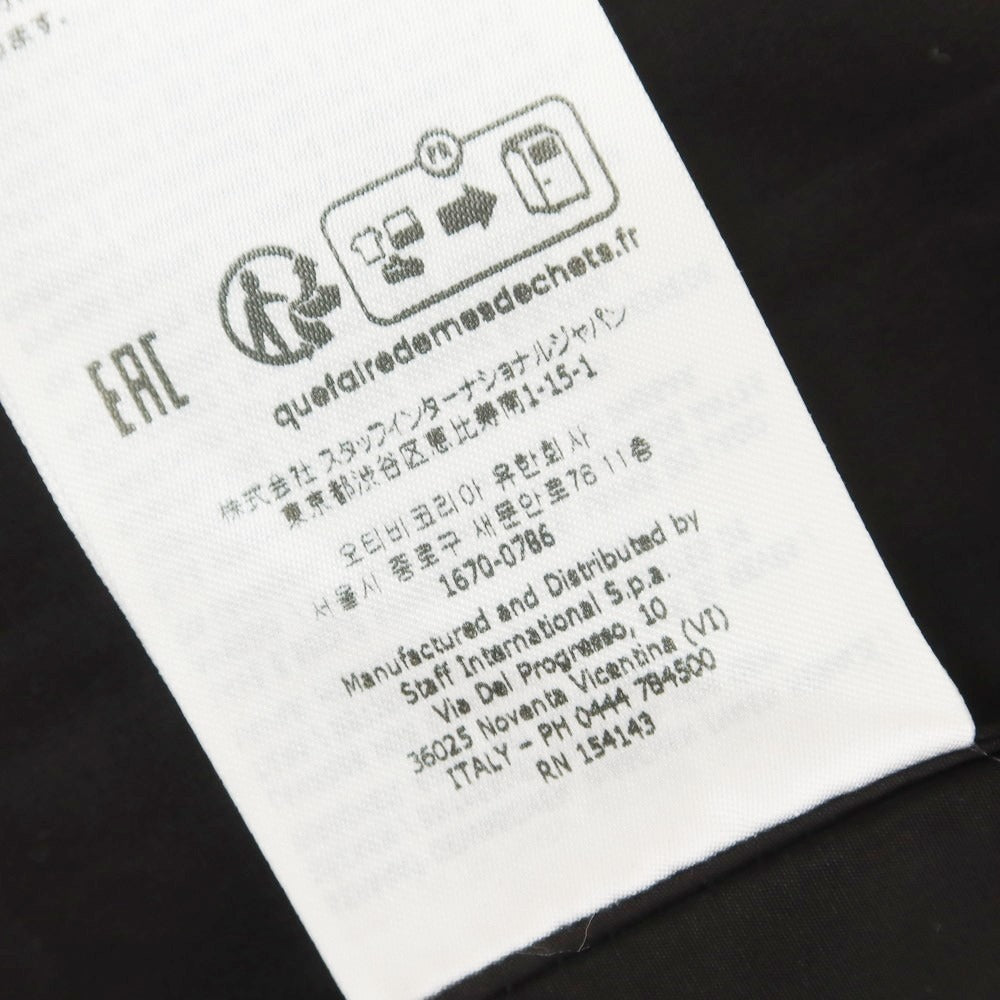 ます。
FR
quefairedemesdechets.fr
EAC
株式会社 スタッフインターナショナルジャパン
東京都渋谷区恵比寿南1-15-1
오티비코리아 유한회사
서울시 종로구 새문안로76 11층
1670-0786
Manufactured and Distributed by
Staff International S.p.a.
Via Del Progresso, 10
36025 Noventa Vicentina (VI)
ITALY - PH 0444 784500
RN 154143